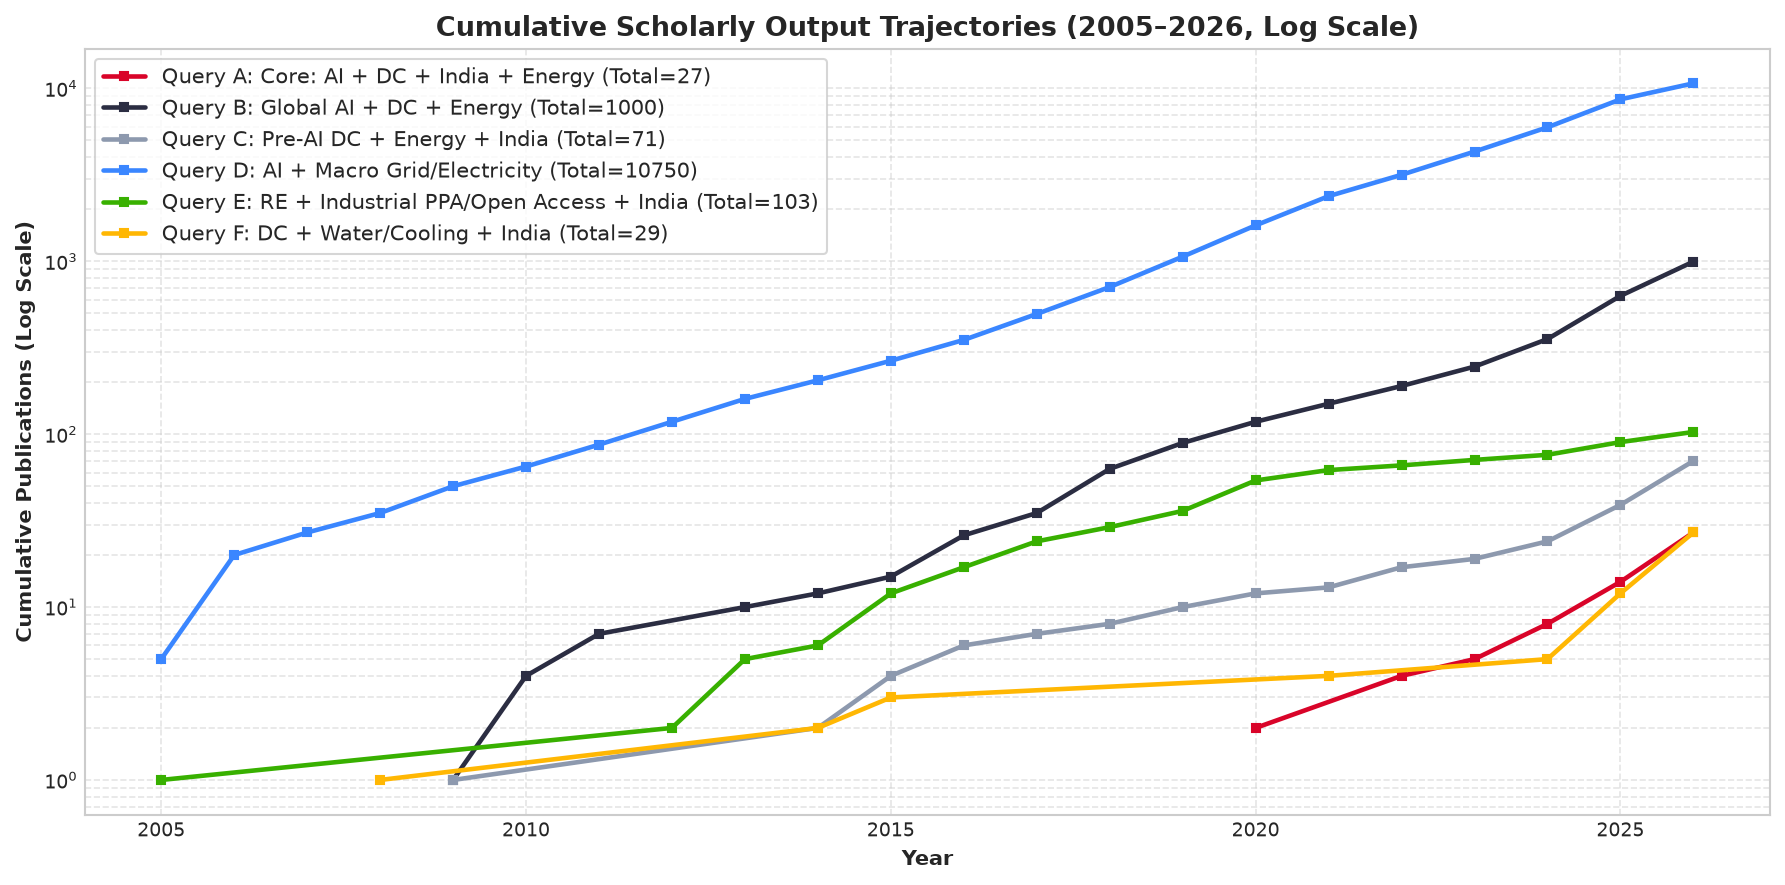 Cumulative Scholarly Output Trajectories (2005–2026, Log Scale)
Query A: Core: AI + DC + India + Energy (Total=27)
Query B: Global AI + DC + Energy (Total=1000)
Query C: Pre-AI DC + Energy + India (Total=71)
Query D: AI + Macro Grid/Electricity (Total=10750)
Query E: RE + Industrial PPA/Open Access + India (Total=103)
Query F: DC + Water/Cooling + India (Total=29)
Cumulative Publications (Log Scale)
10⁴
10³
10²
10¹
10⁰
2005 2010 2015 2020 2025
Year